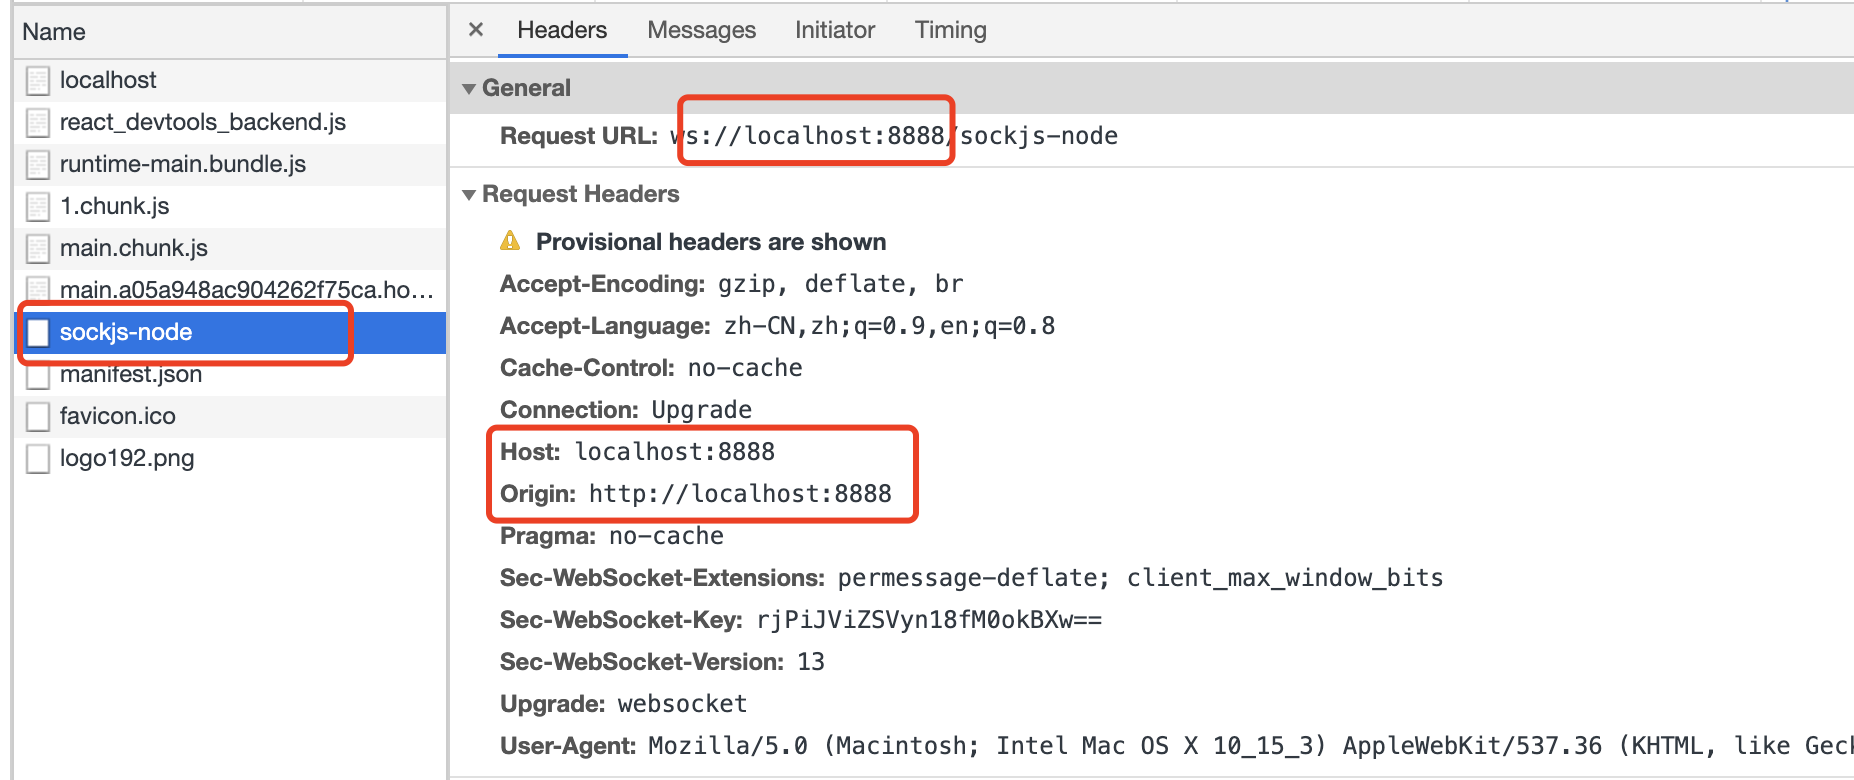 Name
localhost
react_devtools_backend.js
runtime-main.bundle.js
1.chunk.js
main.chunk.js
main.a05a948ac904262f75ca.ho...
sockjs-node
manifest.json
favicon.ico
logo192.png
× Headers Messages Initiator Timing
General
Request URL: ws://localhost:8888/sockjs-node
Request Headers
Provisional headers are shown
Accept-Encoding: gzip, deflate, br
Accept-Language: zh-CN,zh;q=0.9,en;q=0.8
Cache-Control: no-cache
Connection: Upgrade
Host: localhost:8888
Origin: http://localhost:8888
Pragma: no-cache
Sec-WebSocket-Extensions: permessage-deflate; client_max_window_bits
Sec-WebSocket-Key: rjPiJViZSVyn18fM0okBXw==
Sec-WebSocket-Version: 13
Upgrade: websocket
User-Agent: Mozilla/5.0 (Macintosh; Intel Mac OS X 10_15_3) AppleWebKit/537.36 (KHTML, like Geck